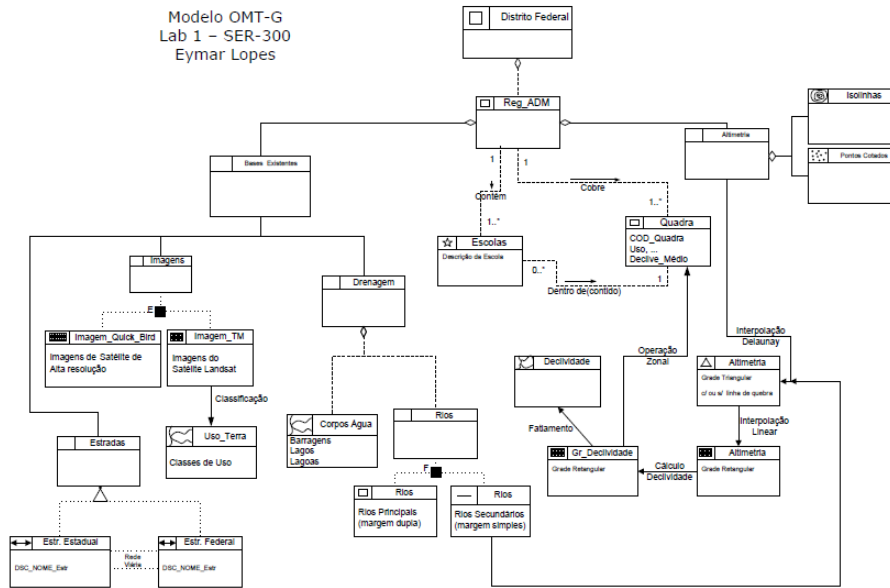 Modelo OMT-G
Lab 1 – SER-300
Eymar Lopes
Distrito Federal
Reg_ADM
Isolinhas
Altimetria
Pontos Cotados
Bases Existentes
1
1
Contém
Cobre
1..*
1..*
Escolas
Descrição da Escola
Quadra
COD_Quadra
Uso, ...
Declive_Médio
0..*
1
Dentro de(contido)
Imagens
Drenagem
E
Imagem_Quick_Bird
Imagens de Satélite de
Alta resolução
Imagem_TM
Imagens do
Satélite Landsat
Classificação
Interpolação
Delaunay
Operação
Zonal
Declividade
Altimetria
Grade Triangular
c/ ou s/ linha de quebra
Fatiamento
Interpolação
Linear
Corpos Agua
Barragens
Lagos
Lagoas
Rios
Uso_Terra
Classes de Uso
Estradas
Gr_Declividade
Grade Retangular
Cálculo
Declividade
Altimetria
Grade Retangular
F
Rios
Rios Principais
(margem dupla)
Rios
Rios Secundários
(margem simples)
Estr. Estadual
DSC_NOME_Estr
Rede
Viária
Estr. Federal
DSC_NOME_Estr